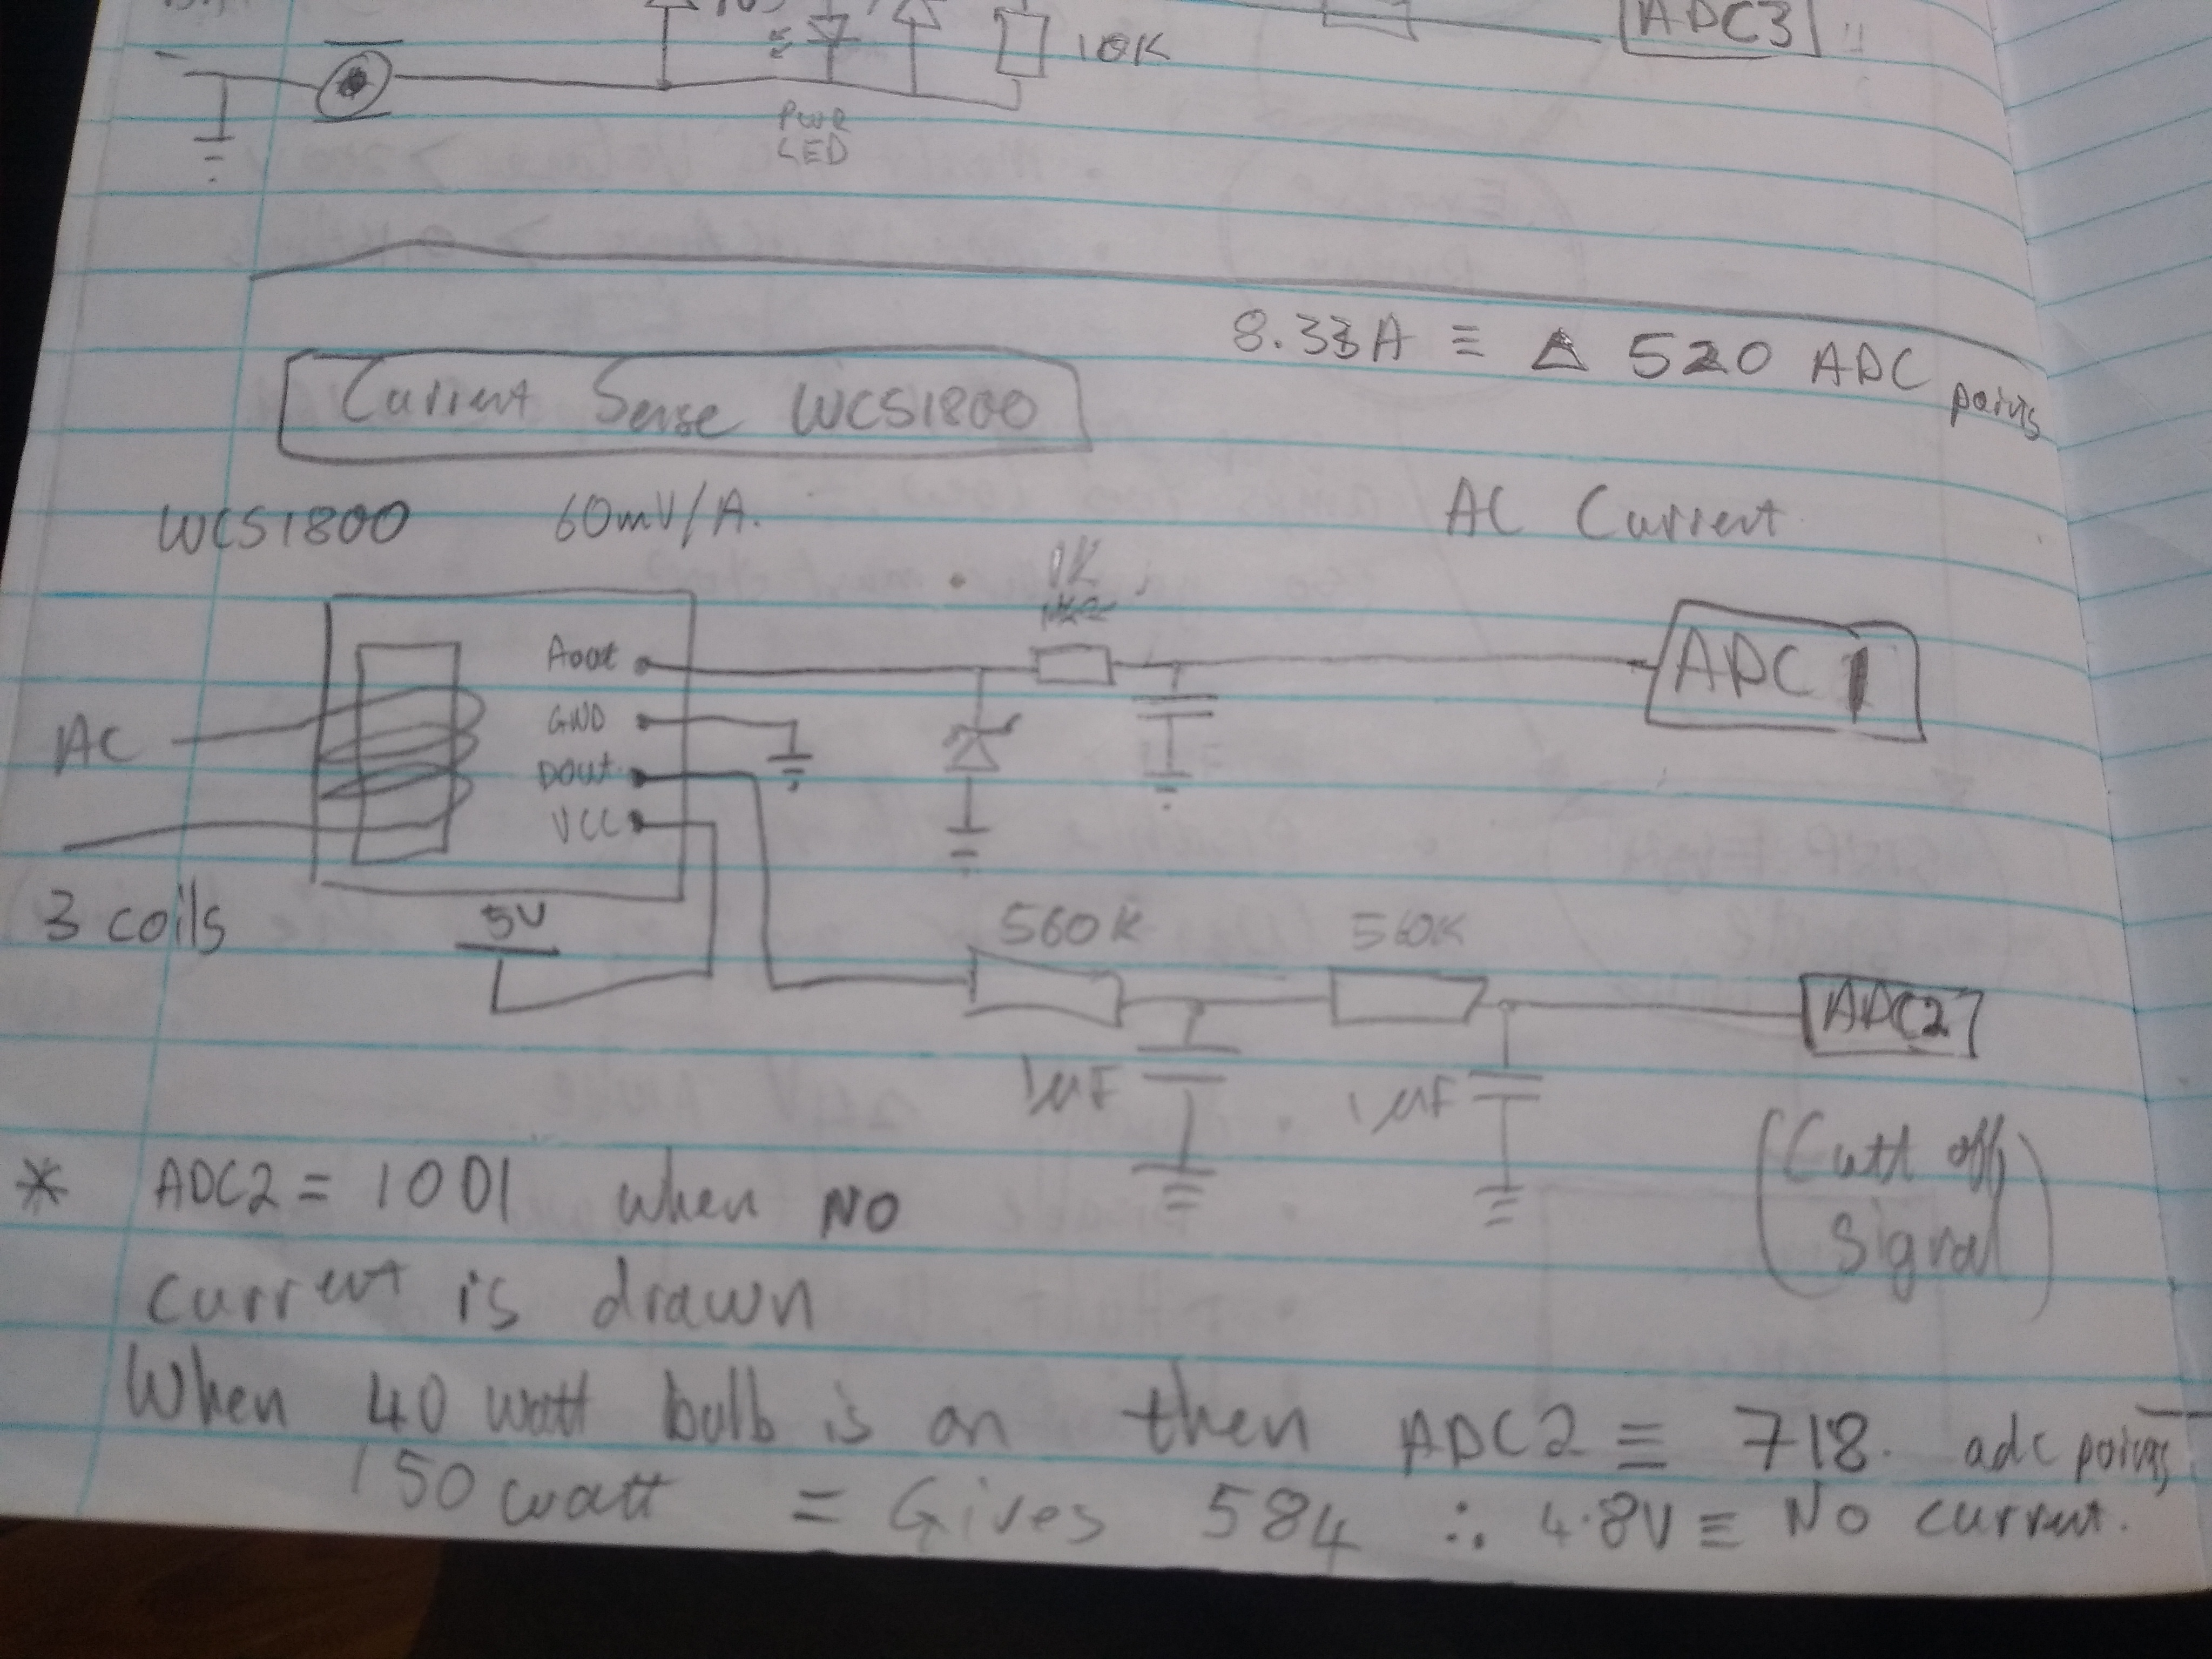 ADC3
10K
PWR
LED
8.33A ≡ Δ 520 ADC points
Current Sense WCS1800
WCS1800 60mV/A. AC Current
1K
Aout
ADC 1
GND
AC
Dout
VCC
3 coils
5V
560K 560K
ADC2
1µF 1µF
(Cutt off
Signal)
* ADC2 = 1001 when NO
current is drawn
When 40 watt bulb is on then ADC2 ≡ 718. adc points
150 watt = Gives 584 ∴ 4.8V ≡ No current.